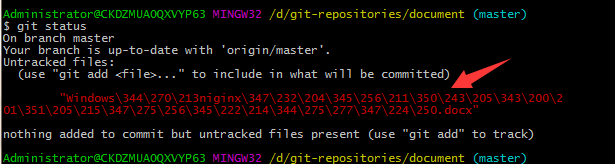 Administrator@CKDZMUAOQXVYP63 MINGW32 /d/git-repositories/document (master)
$ git status
On branch master
Your branch is up-to-date with 'origin/master'.
Untracked files:
  (use "git add <file>..." to include in what will be committed)
        "Windows\344\270\213niginx\347\232\204\345\256\211\350\243\205\343\200\2
01\351\205\215\347\275\256\345\222\214\344\275\277\347\224\250.docx"
nothing added to commit but untracked files present (use "git add" to track)
Administrator@CKDZMUAOQXVYP63 MINGW32 /d/git-repositories/document (master)